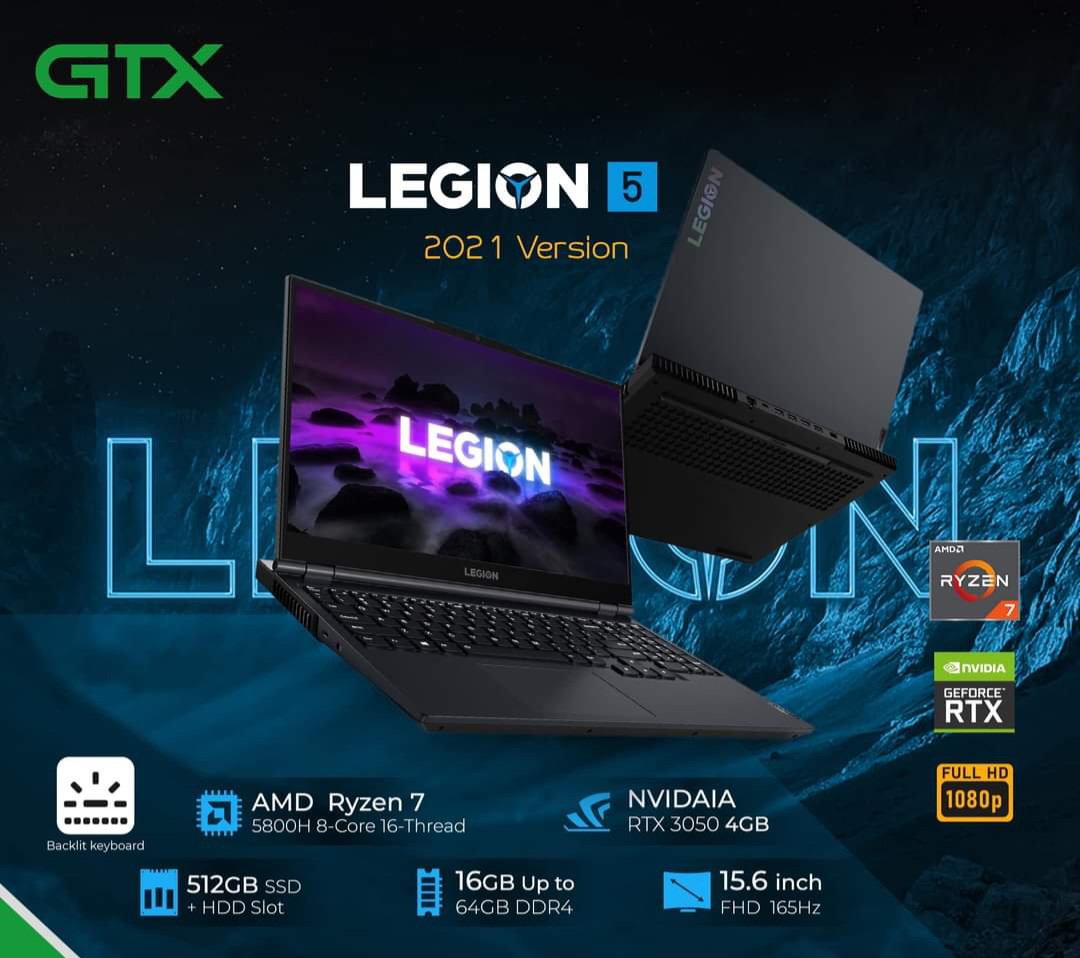 GTX
LEGION 5
2021 Version
LEGION
LEGION
LEGION
LEGION
AMD
RYZEN
7
NVIDIA
GEFORCE
RTX
FULL HD
1080p
Backlit keyboard
AMD Ryzen 7
5800H 8-Core 16-Thread
NVIDAIA
RTX 3050 4GB
512GB SSD
+ HDD Slot
16GB Up to
64GB DDR4
15.6 inch
FHD 165Hz